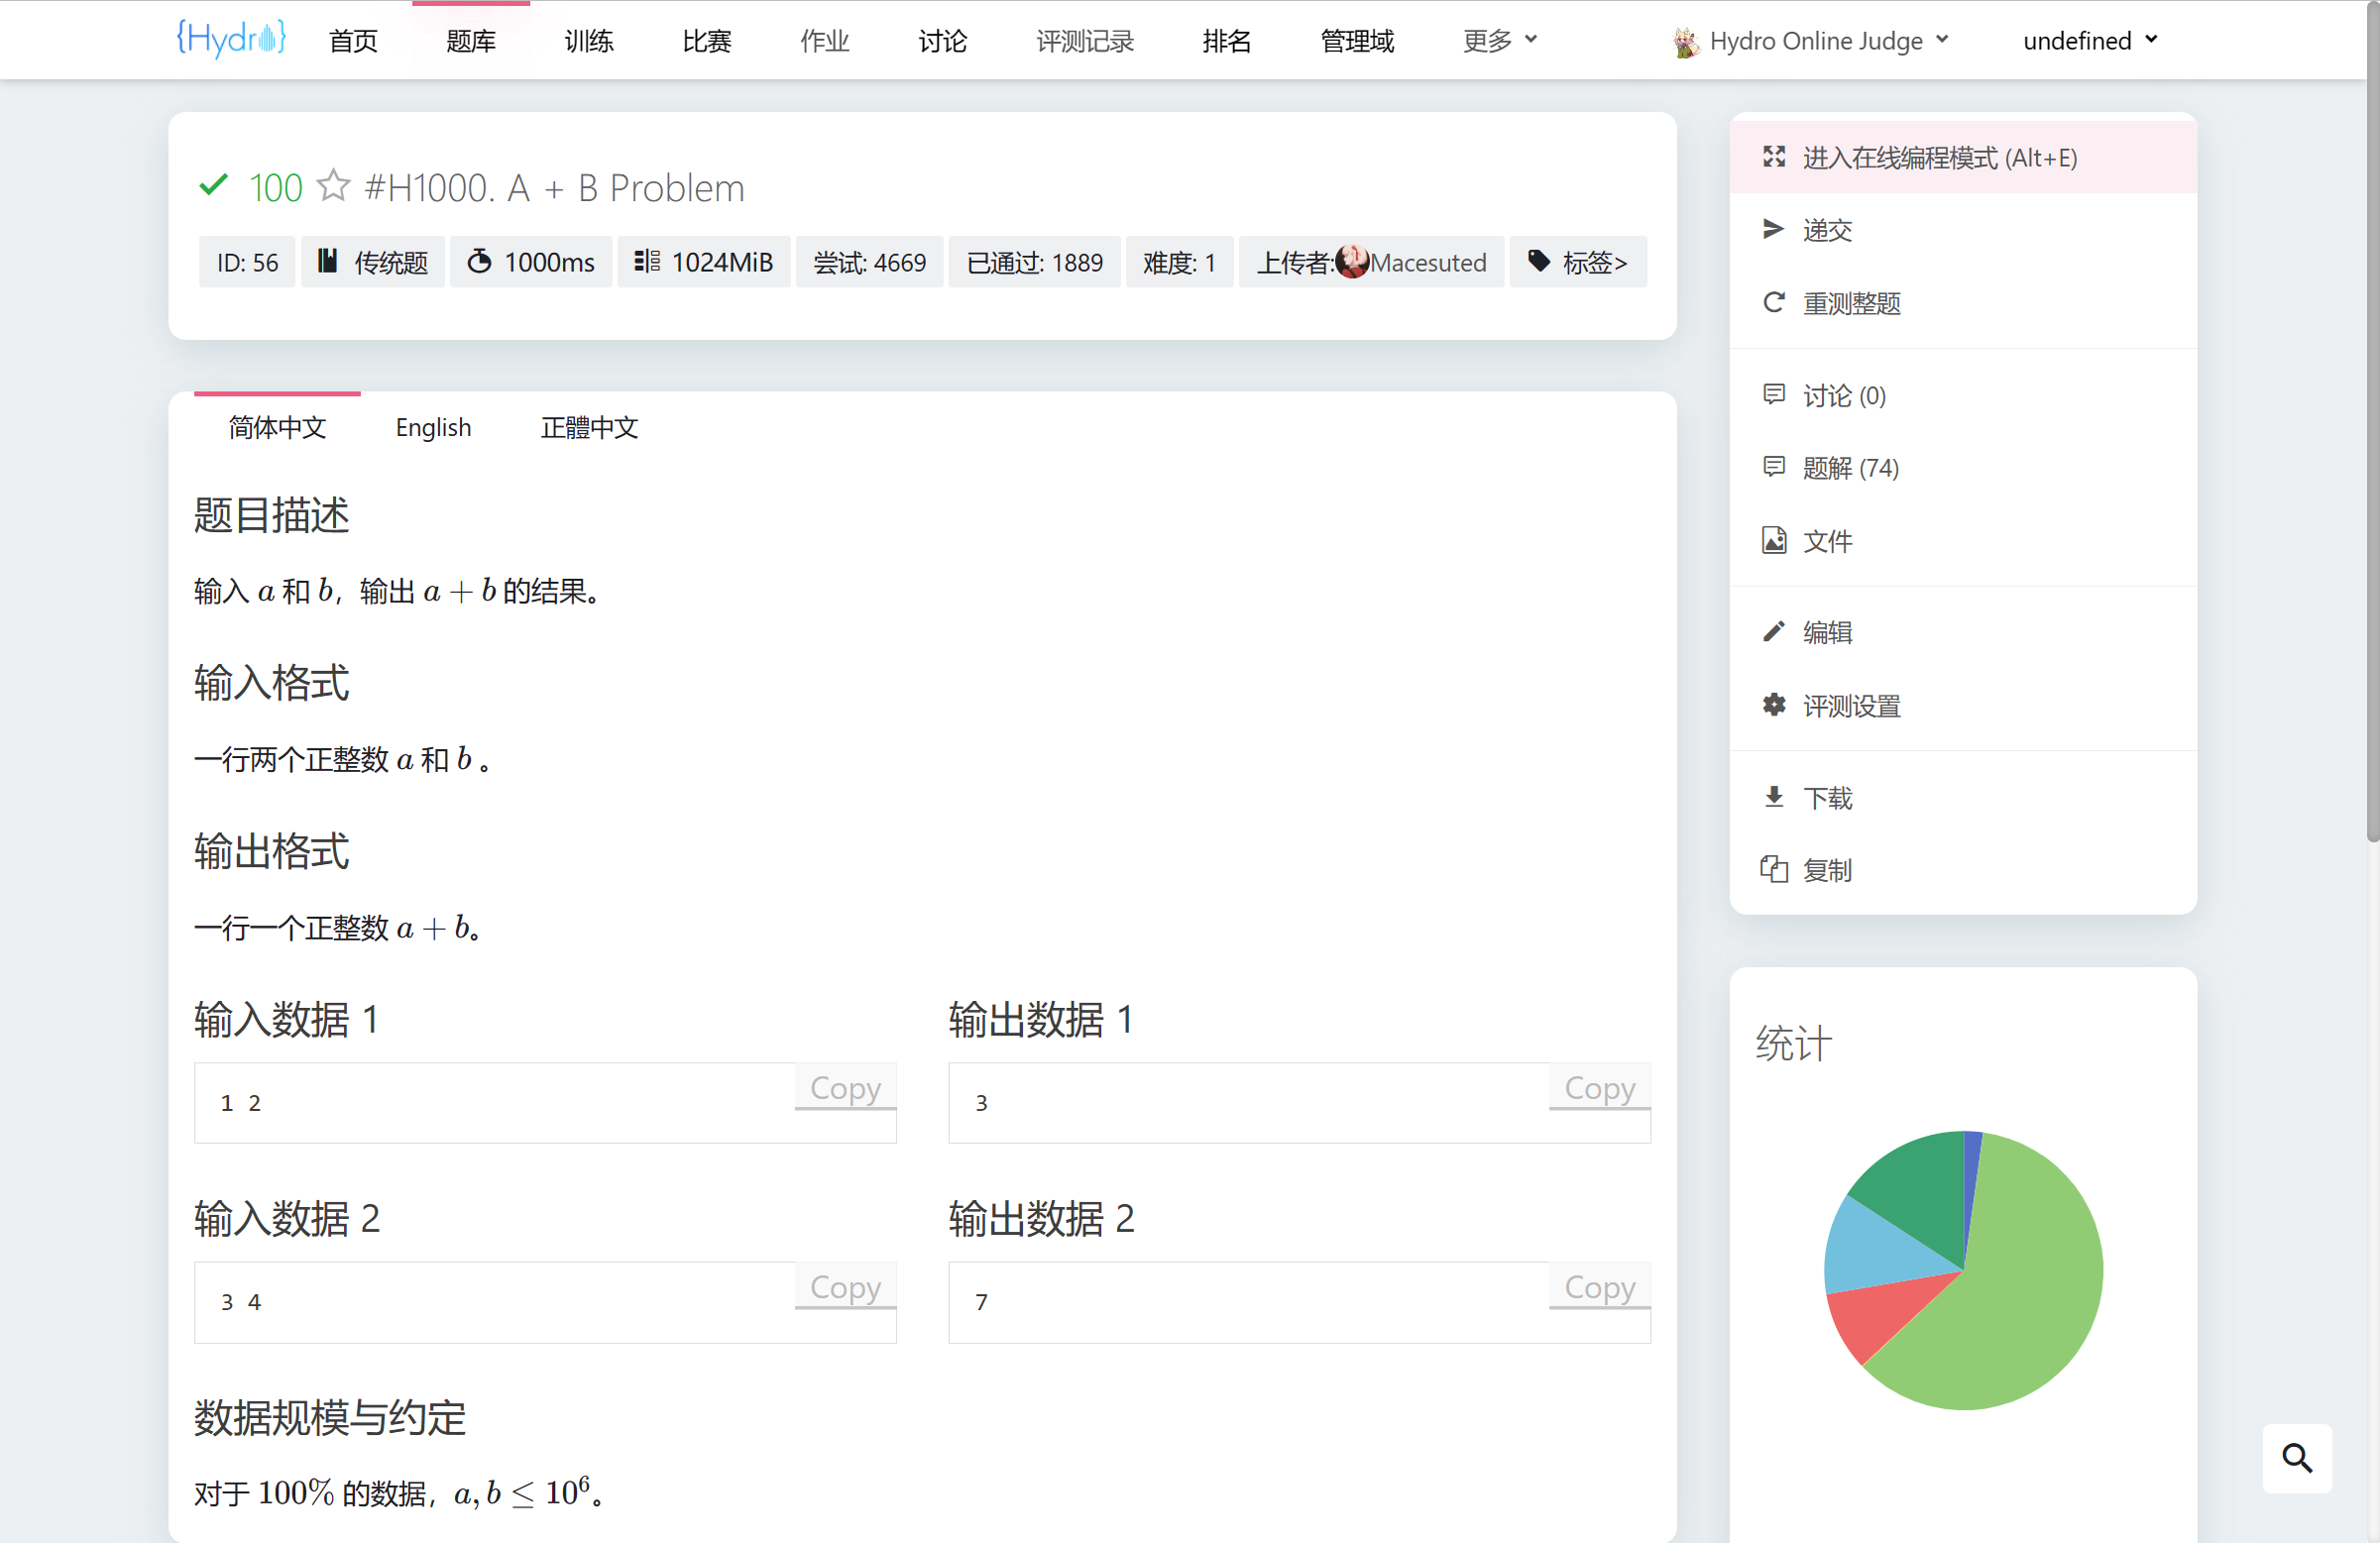 {Hydro} 首页 题库 训练 比赛 作业 讨论 评测记录 排名 管理域 更多 Hydro Online Judge undefined
100 #H1000. A + B Problem
ID: 56 传统题 1000ms 1024MiB 尝试: 4669 已通过: 1889 难度: 1 上传者: Macesuted 标签>
简体中文 English 正體中文
题目描述
输入 a 和 b，输出 a + b 的结果。
输入格式
一行两个正整数 a 和 b 。
输出格式
一行一个正整数 a + b。
输入数据 1
Copy
1 2
输出数据 1
Copy
3
输入数据 2
Copy
3 4
输出数据 2
Copy
7
数据规模与约定
对于 100% 的数据，a, b ≤ 10⁶。
进入在线编程模式 (Alt+E)
递交
重测整题
讨论 (0)
题解 (74)
文件
编辑
评测设置
下载
复制
统计